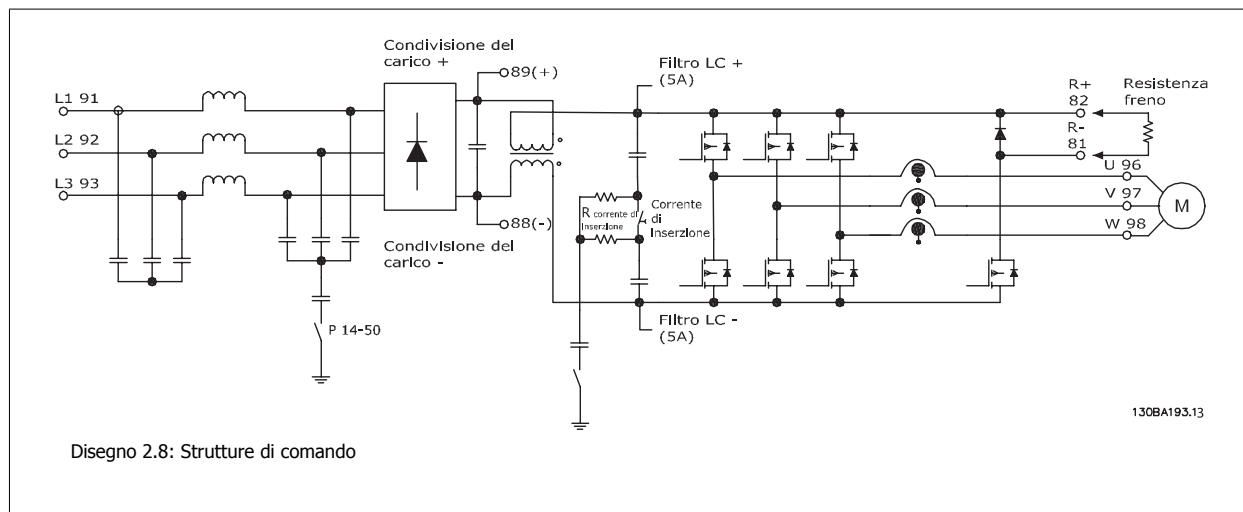 Condivisione del
carico +
89(+)
Filtro LC +
(5A)
R+
82
Resistenza
freno
L1 91
R-
81
L2 92
U 96
L3 93
V 97
M
R corrente di
Inserzione
Corrente
di
Inserzione
W 98
88(-)
Condivisione del
carico -
P 14-50
Filtro LC -
(5A)
130BA193.13
Disegno 2.8: Strutture di comando